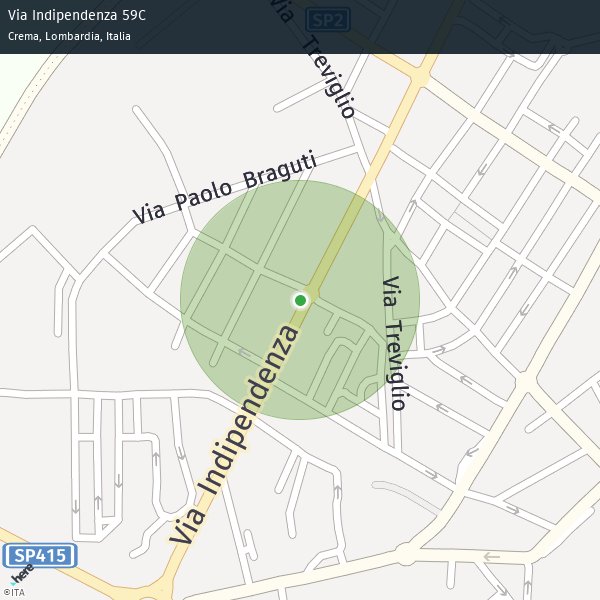 Via Indipendenza 59C
Crema, Lombardia, Italia
SP2
Via Treviglio
Via Paolo Braguti
Via Treviglio
Via Indipendenza
SP415
here
©ITA